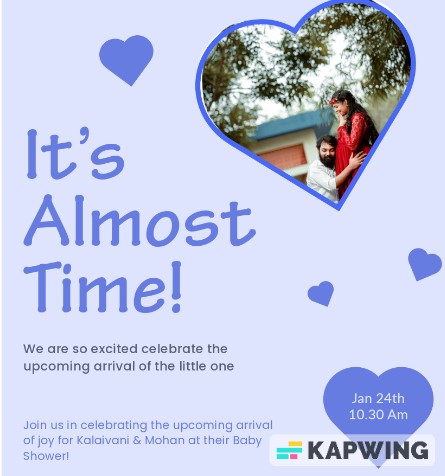 It's
Almost
Time!
We are so excited celebrate the
upcoming arrival of the little one
Jan 24th
10.30 Am
Join us in celebrating the upcoming arrival
of joy for Kalaivani & Mohan at their Baby
Shower!
KAPWING